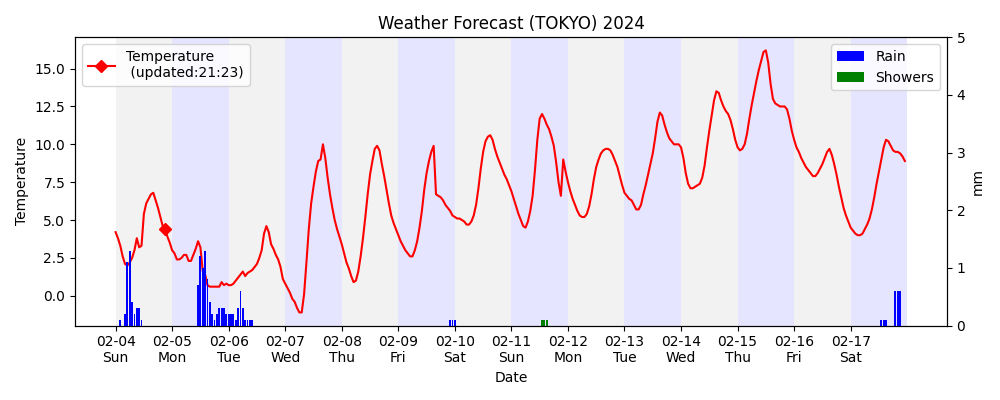 Weather Forecast (TOKYO) 2024
Temperature
(updated:21:23)
Rain
Showers
Temperature
15.0
12.5
10.0
7.5
5.0
2.5
0.0
5
4
3
2
1
0
mm
02-04 02-05 02-06 02-07 02-08 02-09 02-10 02-11 02-12 02-13 02-14 02-15 02-16 02-17
Sun Mon Tue Wed Thu Fri Sat Sun Mon Tue Wed Thu Fri Sat
Date